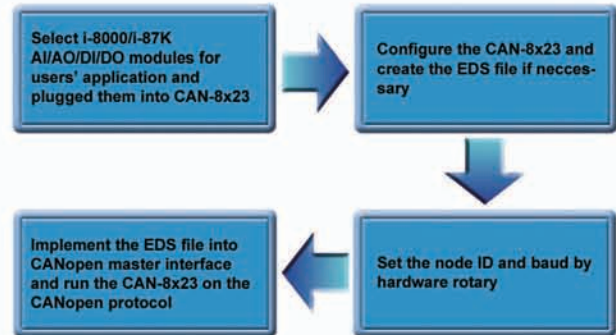 Select i-8000/i-87K
AI/AO/DI/DO modules for
users' application and
plugged them into CAN-8x23
Configure the CAN-8x23 and
create the EDS file if necces-
sary
Set the node ID and baud by
hardware rotary
Implement the EDS file into
CANopen master interface
and run the CAN-8x23 on the
CANopen protocol